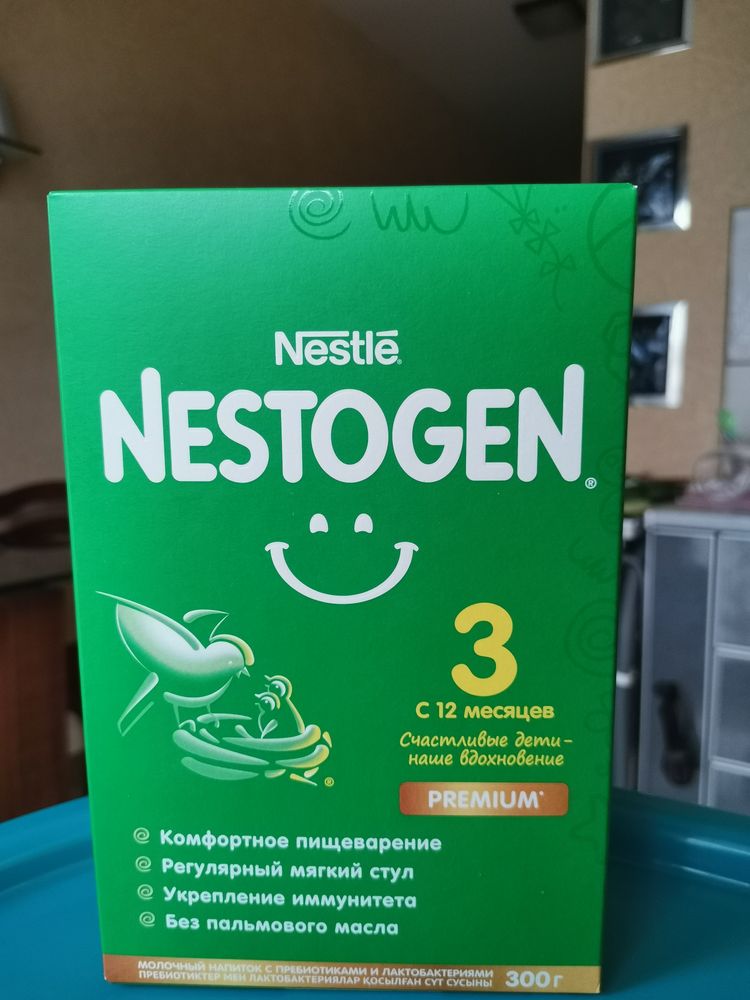 Nestlé®
NESTOGEN®
3
С 12 месяцев
Счастливые дети –
наше вдохновение
PREMIUM*
®
Комфортное пищеварение
Регулярный мягкий стул
Укрепление иммунитета
Без пальмового масла
МОЛОЧНЫЙ НАПИТОК С ПРЕБИОТИКАМИ И ЛАКТОБАКТЕРИЯМИ
ПРЕБИОТИКТЕР МЕН ЛАКТОБАКТЕРИЯЛАР ҚОСЫЛҒАН СҮТ СУСЫНЫ
300 г